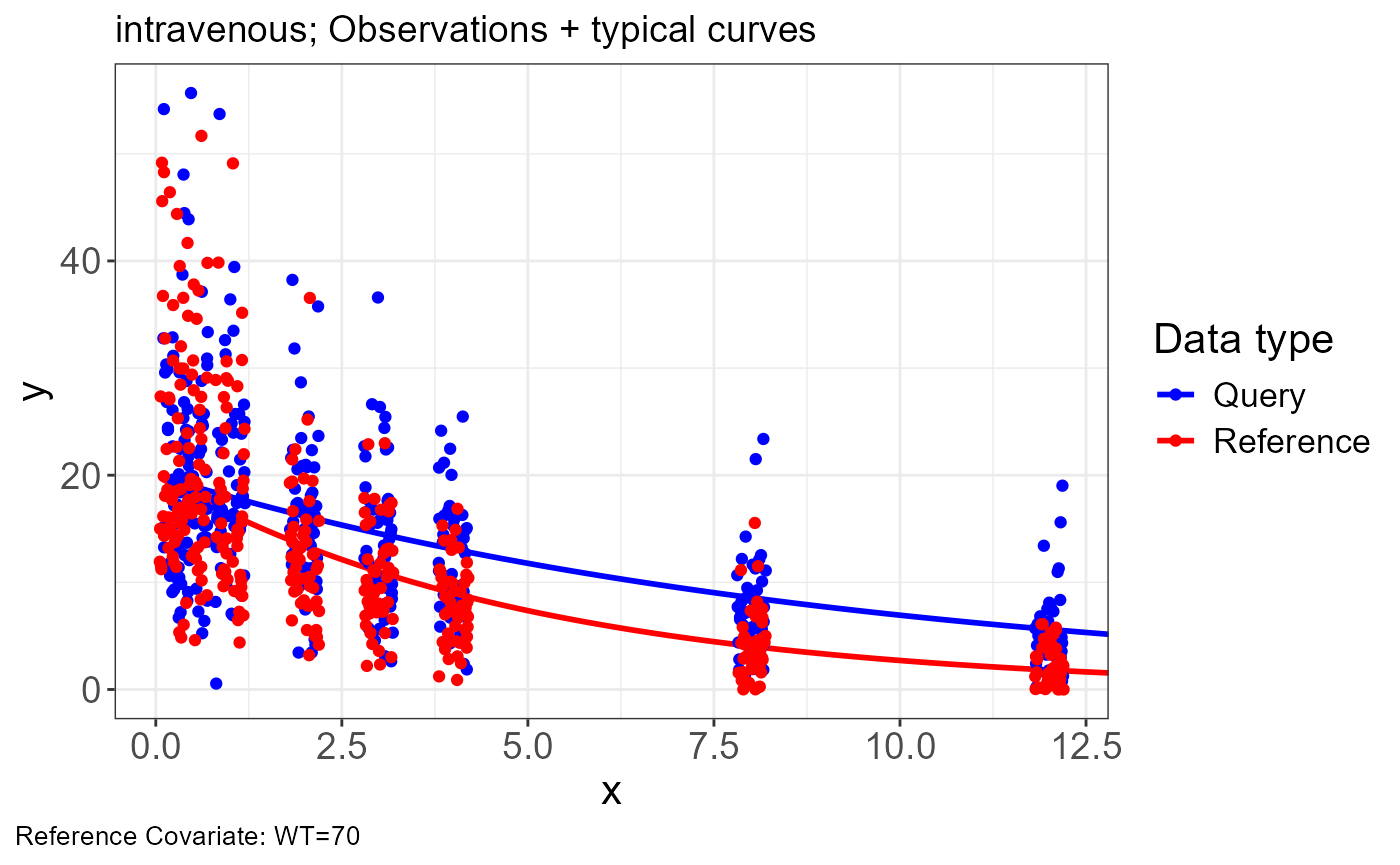 intravenous; Observations + typical curves
y
40
20
0
0.0 2.5 5.0 7.5 10.0 12.5
x
Data type
Query
Reference
Reference Covariate: WT=70